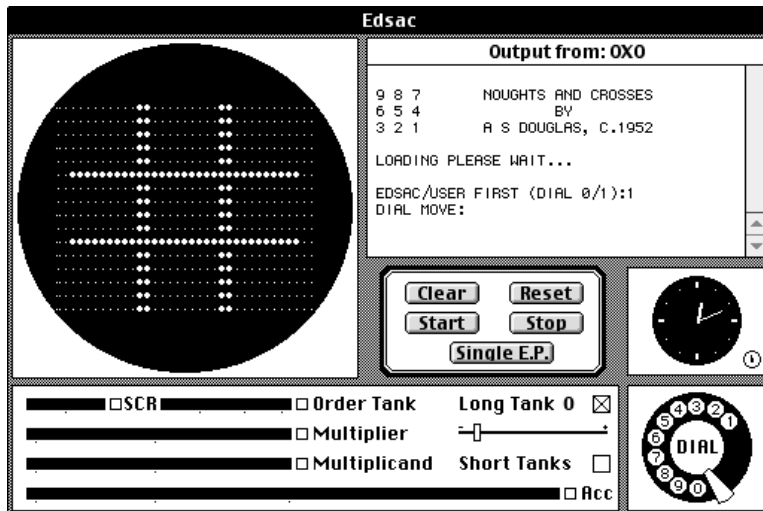 Edsac
Output from: OXO
9 8 7 NOUGHTS AND CROSSES
6 5 4 BY
3 2 1 A S DOUGLAS, C.1952
LOADING PLEASE WAIT...
EDSAC/USER FIRST (DIAL 0/1):1
DIAL MOVE:
Clear Reset
Start Stop
Single E.P.
SCR Order Tank Long Tank 0
Multiplier - +
Multiplicand Short Tanks
Acc
1 2 3 4 5 6 7 8 9 0
DIAL